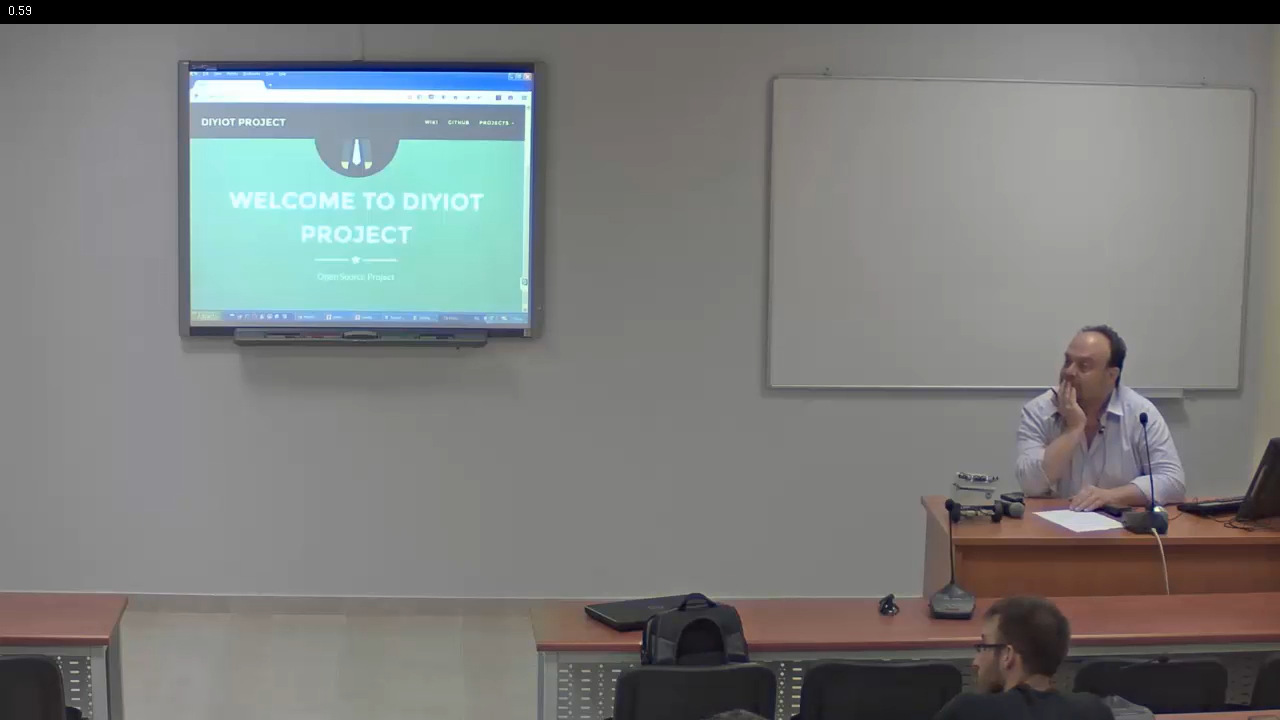 0.59
DIYIOT PROJECT
WIKI GITHUB PROJECTS
WELCOME TO DIYIOT
PROJECT
Open Source Project